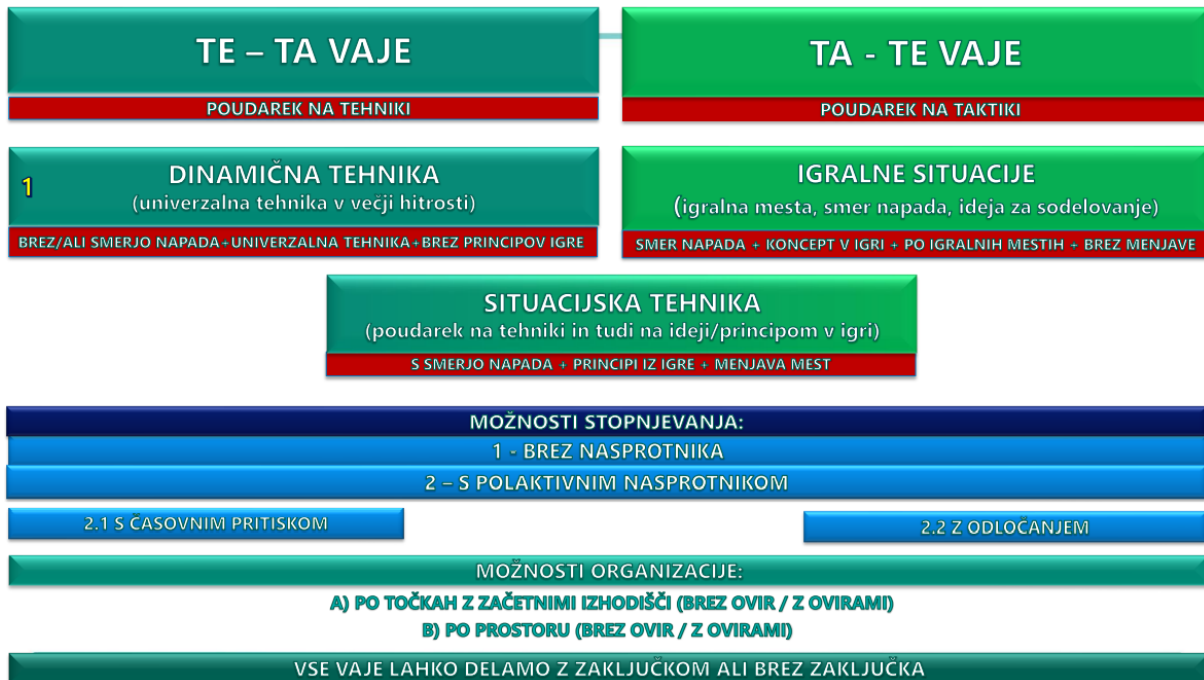 TE – TA VAJE
POUDAREK NA TEHNIKI
TA - TE VAJE
POUDAREK NA TAKTIKI
1
DINAMIČNA TEHNIKA
(univerzalna tehnika v večji hitrosti)
BREZ/ALI SMERJO NAPADA+UNIVERZALNA TEHNIKA+BREZ PRINCIPOV IGRE
IGRALNE SITUACIJE
(igralna mesta, smer napada, ideja za sodelovanje)
SMER NAPADA + KONCEPT V IGRI + PO IGRALNIH MESTIH + BREZ MENJAVE
SITUACIJSKA TEHNIKA
(poudarek na tehniki in tudi na ideji/principom v igri)
S SMERJO NAPADA + PRINCIPI IZ IGRE + MENJAVA MEST
MOŽNOSTI STOPNJEVANJA:
1 - BREZ NASPROTNIKA
2 – S POLAKTIVNIM NASPROTNIKOM
2.1 S ČASOVNIM PRITISKOM
2.2 Z ODLOČANJEM
MOŽNOSTI ORGANIZACIJE:
A) PO TOČKAH Z ZAČETNIMI IZHODIŠČI (BREZ OVIR / Z OVIRAMI)
B) PO PROSTORU (BREZ OVIR / Z OVIRAMI)
VSE VAJE LAHKO DELAMO Z ZAKLJUČKOM ALI BREZ ZAKLJUČKA